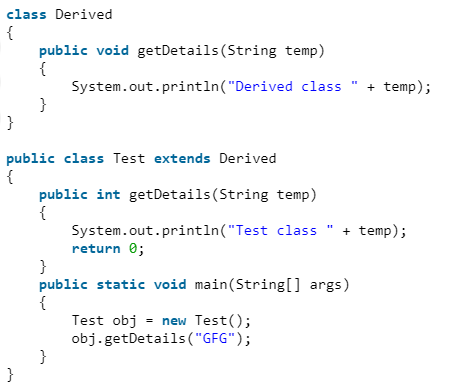 class Derived
{
    public void getDetails(String temp)
    {
        System.out.println("Derived class " + temp);
    }
}

public class Test extends Derived
{
    public int getDetails(String temp)
    {
        System.out.println("Test class " + temp);
        return 0;
    }
    public static void main(String[] args)
    {
        Test obj = new Test();
        obj.getDetails("GFG");
    }
}